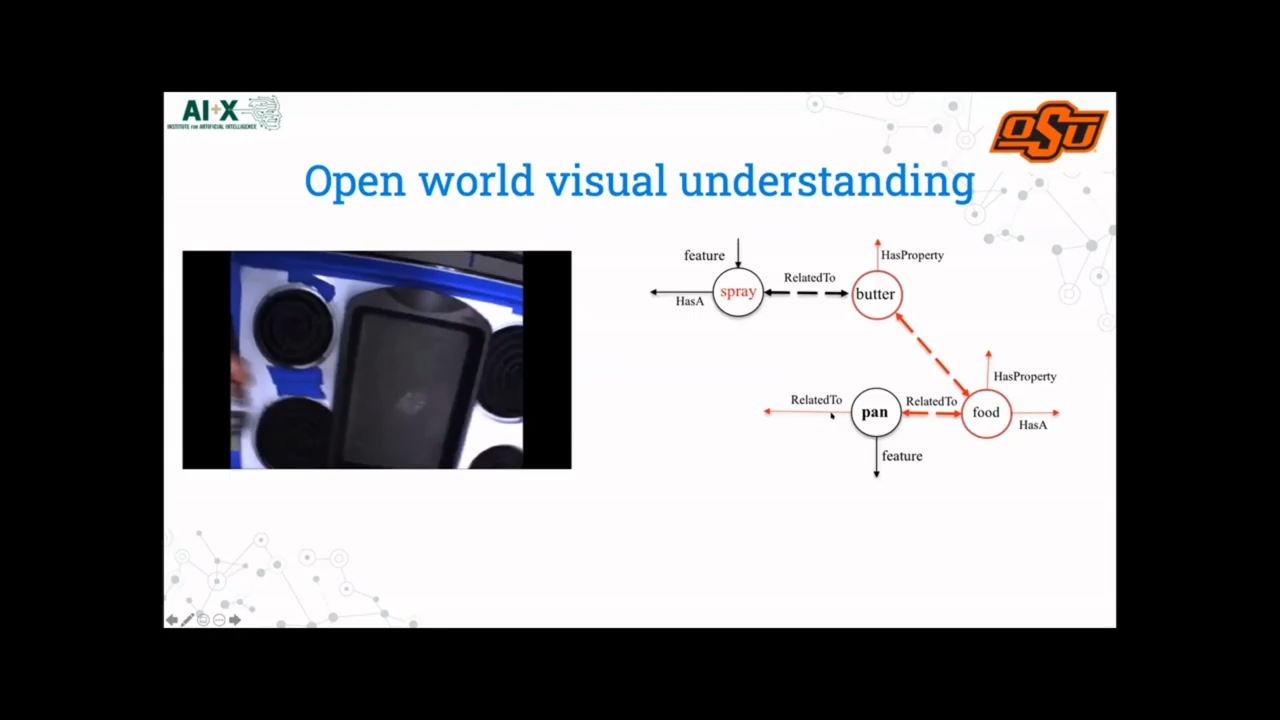 AI+X
INSTITUTE FOR ARTIFICIAL INTELLIGENCE
OSU
Open world visual understanding
feature
HasProperty
spray
RelatedTo
butter
HasA
HasProperty
RelatedTo
pan
RelatedTo
food
HasA
feature